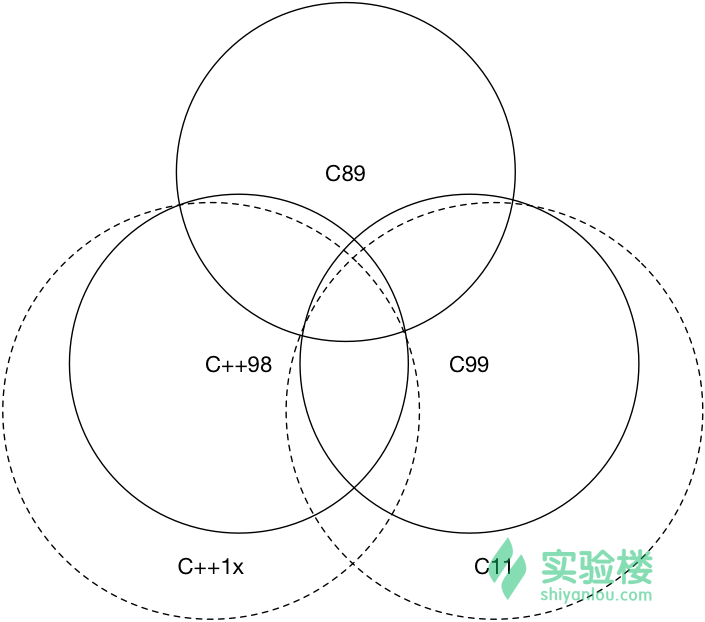 C89
C++98
C99
C++1x
C11
实验楼
shiyanlou.com